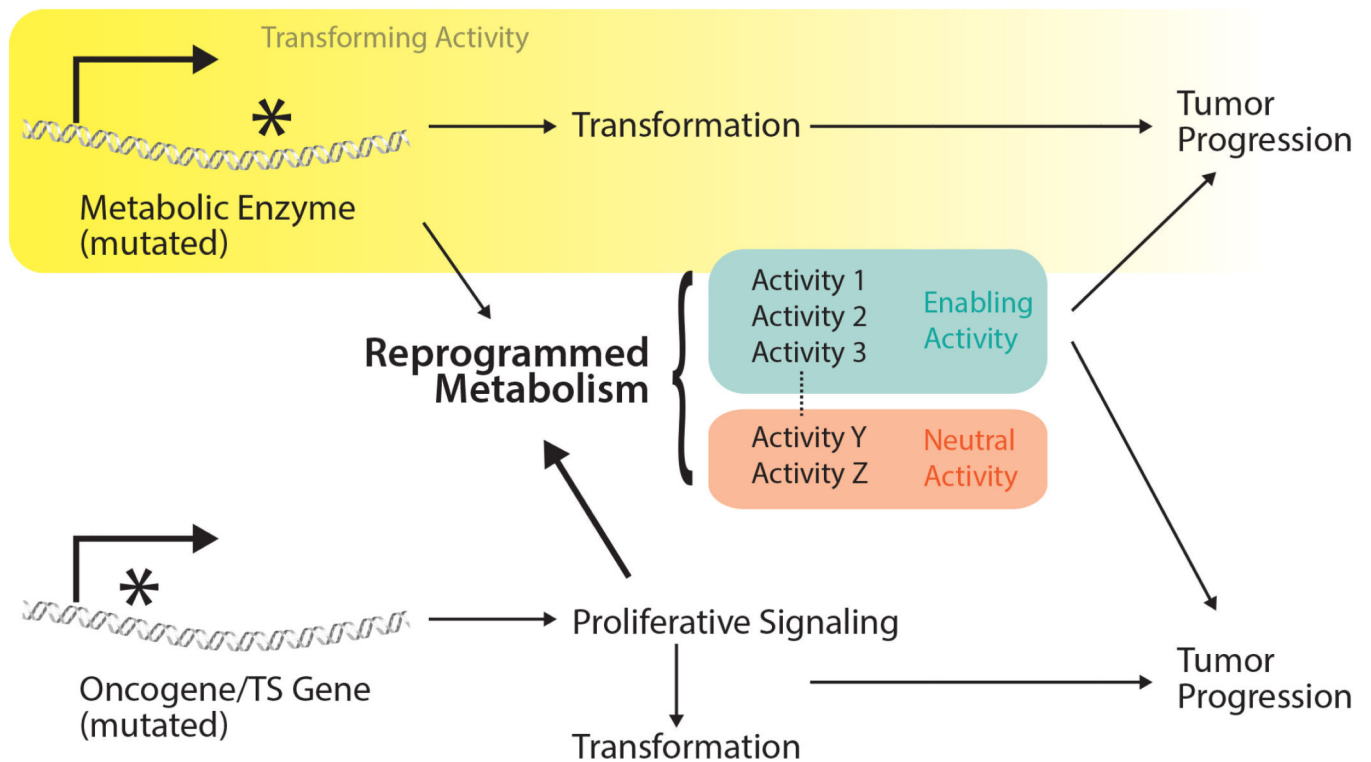 Transforming Activity
*
Transformation
Tumor
Progression
Metabolic Enzyme
(mutated)
Reprogrammed
Metabolism
{
Activity 1
Activity 2
Activity 3
Enabling
Activity
Activity Y
Activity Z
Neutral
Activity
*
Proliferative Signaling
Oncogene/TS Gene
(mutated)
Transformation
Tumor
Progression